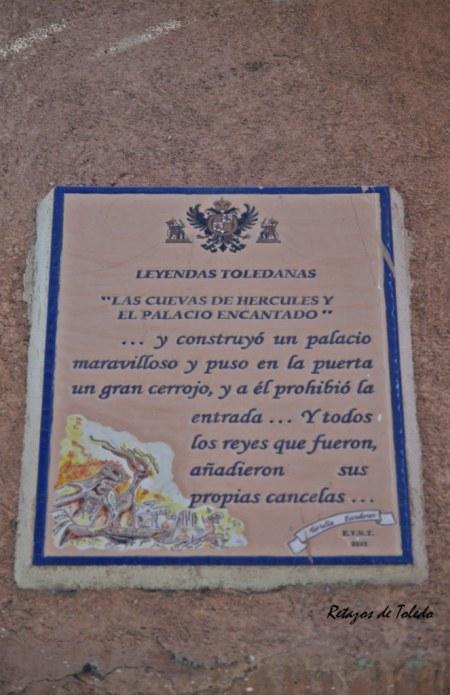 LEYENDAS TOLEDANAS
"LAS CUEVAS DE HERCULES Y
EL PALACIO ENCANTADO"
... y construyó un palacio
maravilloso y puso en la puerta
un gran cerrojo, y a él prohibió la
entrada ... Y todos
los reyes que fueron,
añadieron sus
propias cancelas ...
Retazos de Toledo